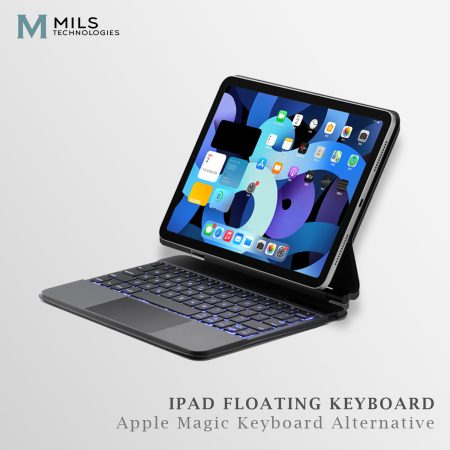 MILS
TECHNOLOGIES
IPAD FLOATING KEYBOARD
Apple Magic Keyboard Alternative